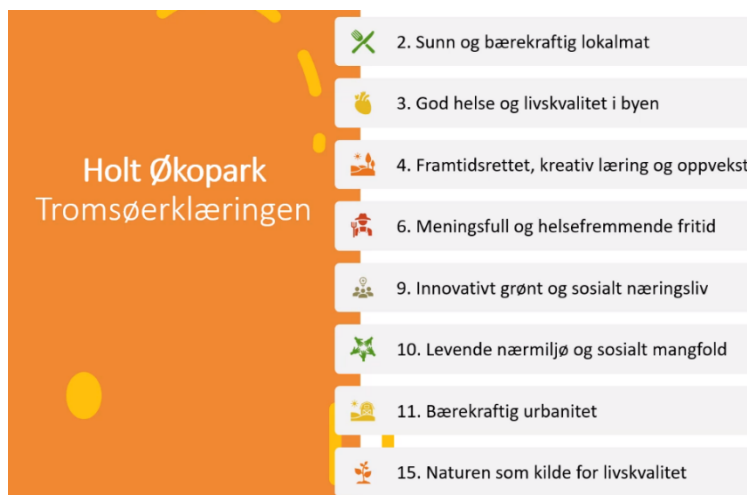 Holt Økopark
Tromsøerklæringen
2. Sunn og bærekraftig lokalmat
3. God helse og livskvalitet i byen
4. Framtidsrettet, kreativ læring og oppvekst
6. Meningsfull og helsefremmende fritid
9. Innovativt grønt og sosialt næringsliv
10. Levende nærmiljø og sosialt mangfold
11. Bærekraftig urbanitet
15. Naturen som kilde for livskvalitet